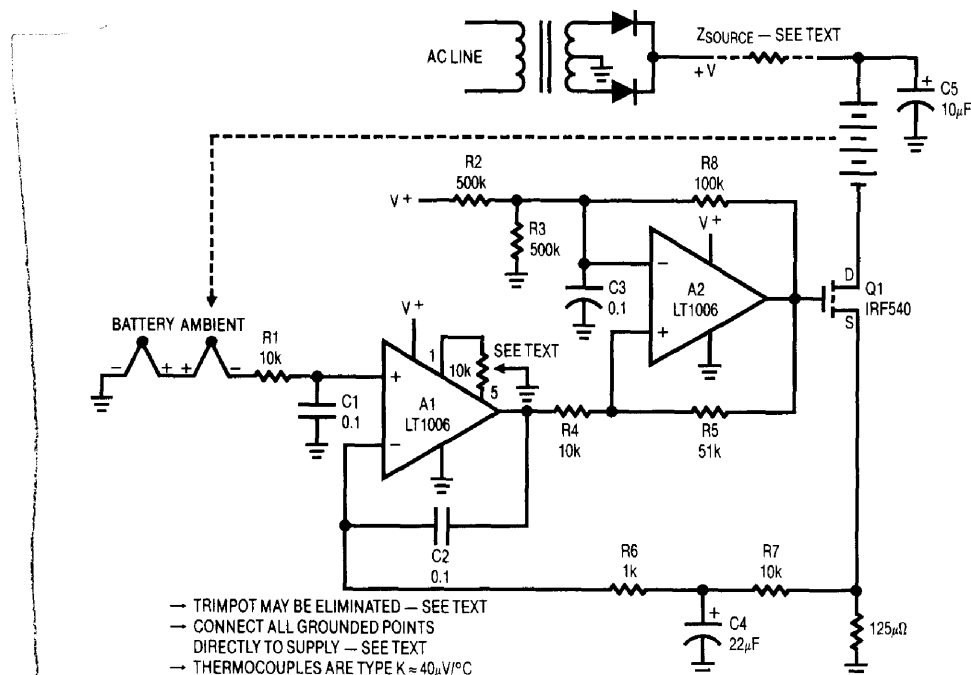 AC LINE
ZSOURCE — SEE TEXT
+V
+
C5
10µF
R2
500k
R8
100k
V+
R3
500k
V+
−
A2
LT1006
+
C3
0.1
D
Q1
IRF540
S
BATTERY AMBIENT
− + + −
R1
10k
V+
1
10k
SEE TEXT
5
+
A1
LT1006
−
C1
0.1
R4
10k
R5
51k
C2
0.1
R6
1k
R7
10k
+
C4
22µF
125µΩ
→ TRIMPOT MAY BE ELIMINATED — SEE TEXT
→ CONNECT ALL GROUNDED POINTS
DIRECTLY TO SUPPLY — SEE TEXT
→ THERMOCOUPLES ARE TYPE K ≈ 40µV/°C